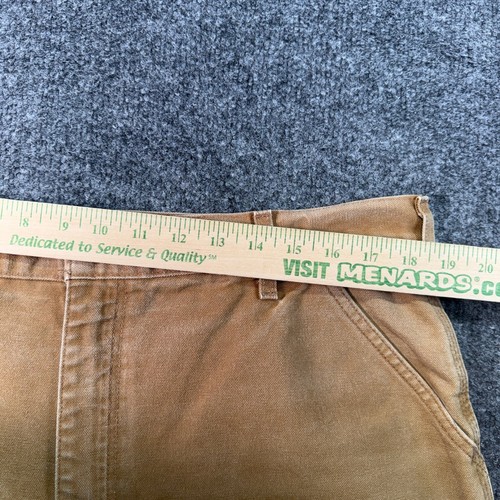 8 9 10 11 12 13 14 15 16 17 18 19 20
Dedicated to Service & Quality™
VISIT MENARDS.co